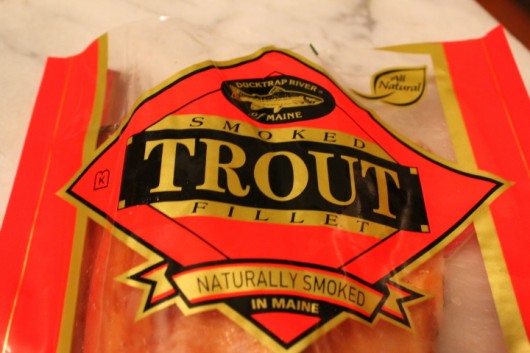 DUCKTRAP RIVER
of MAINE
All
Natural
SMOKED
TROUT
K
FILLET
NATURALLY SMOKED
IN MAINE